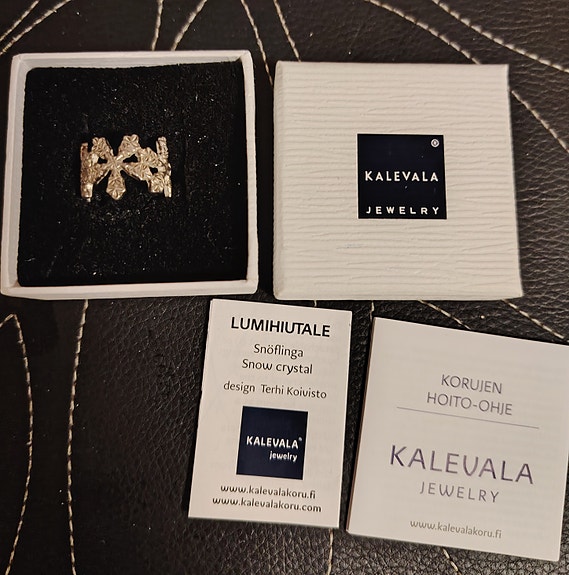 KALEVALA®
JEWELRY
LUMIHIUTALE
Snöflinga
Snow crystal
design Terhi Koivisto
KALEVALA®
jewelry
www.kalevalakoru.fi
www.kalevalakoru.com
KORUJEN
HOITO-OHJE
KALEVALA
JEWELRY
www.kalevalakoru.fi